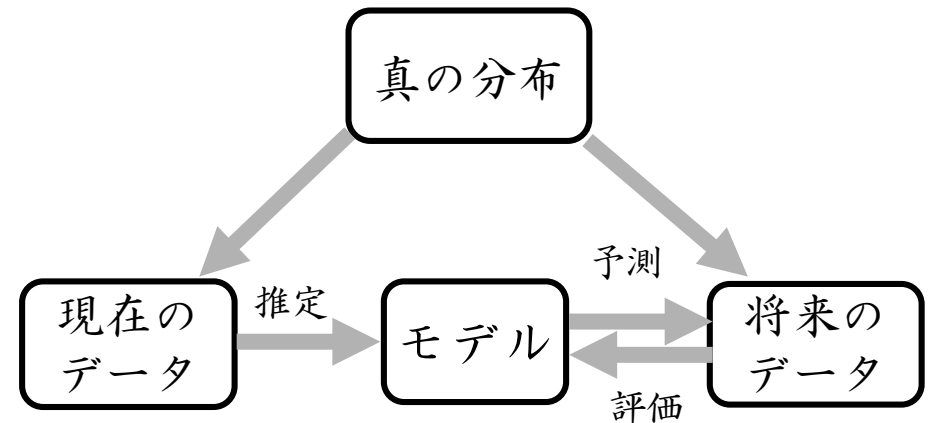 真の分布
予測
現在の
データ
推定
モデル
将来の
データ
評価